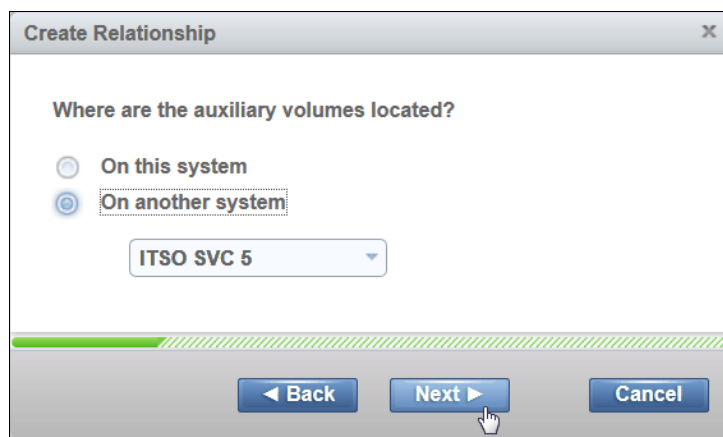 Create Relationship x
Where are the auxiliary volumes located?
On this system
On another system
ITSO SVC 5
◄ Back Next ► Cancel